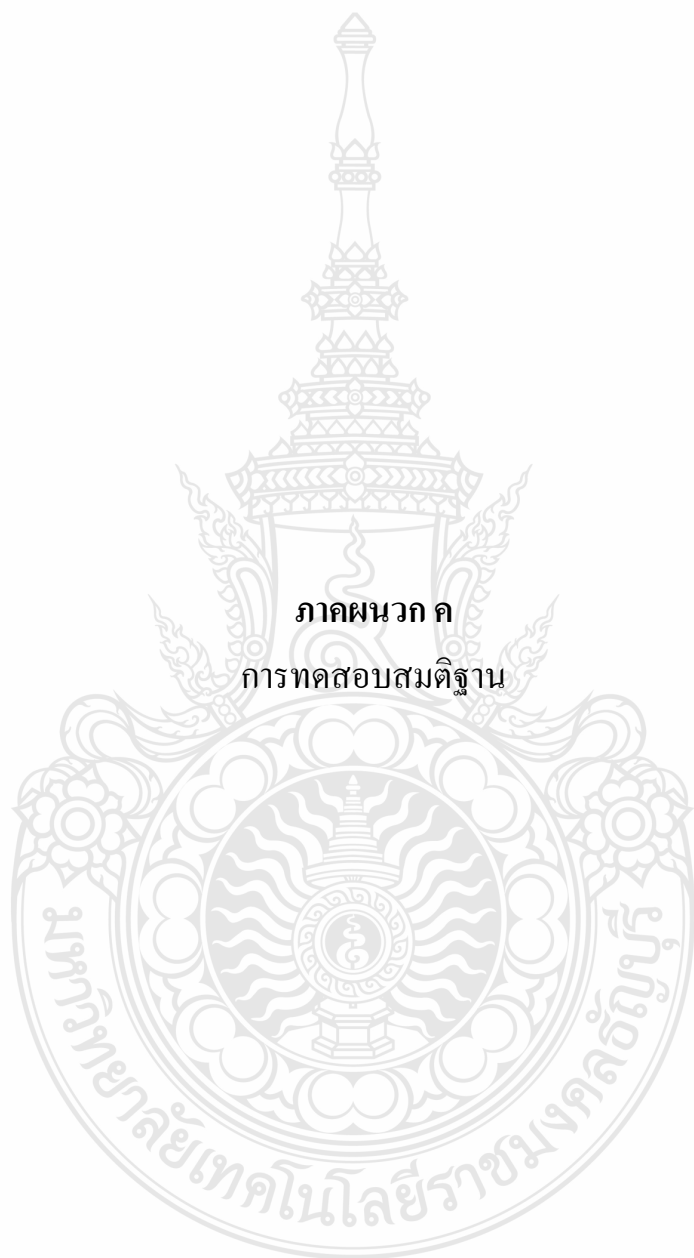 ภาคผนวก ค
การทดสอบสมติฐาน
มหาวิทยาลัยเทคโนโลยีราชมงคลธัญบุรี